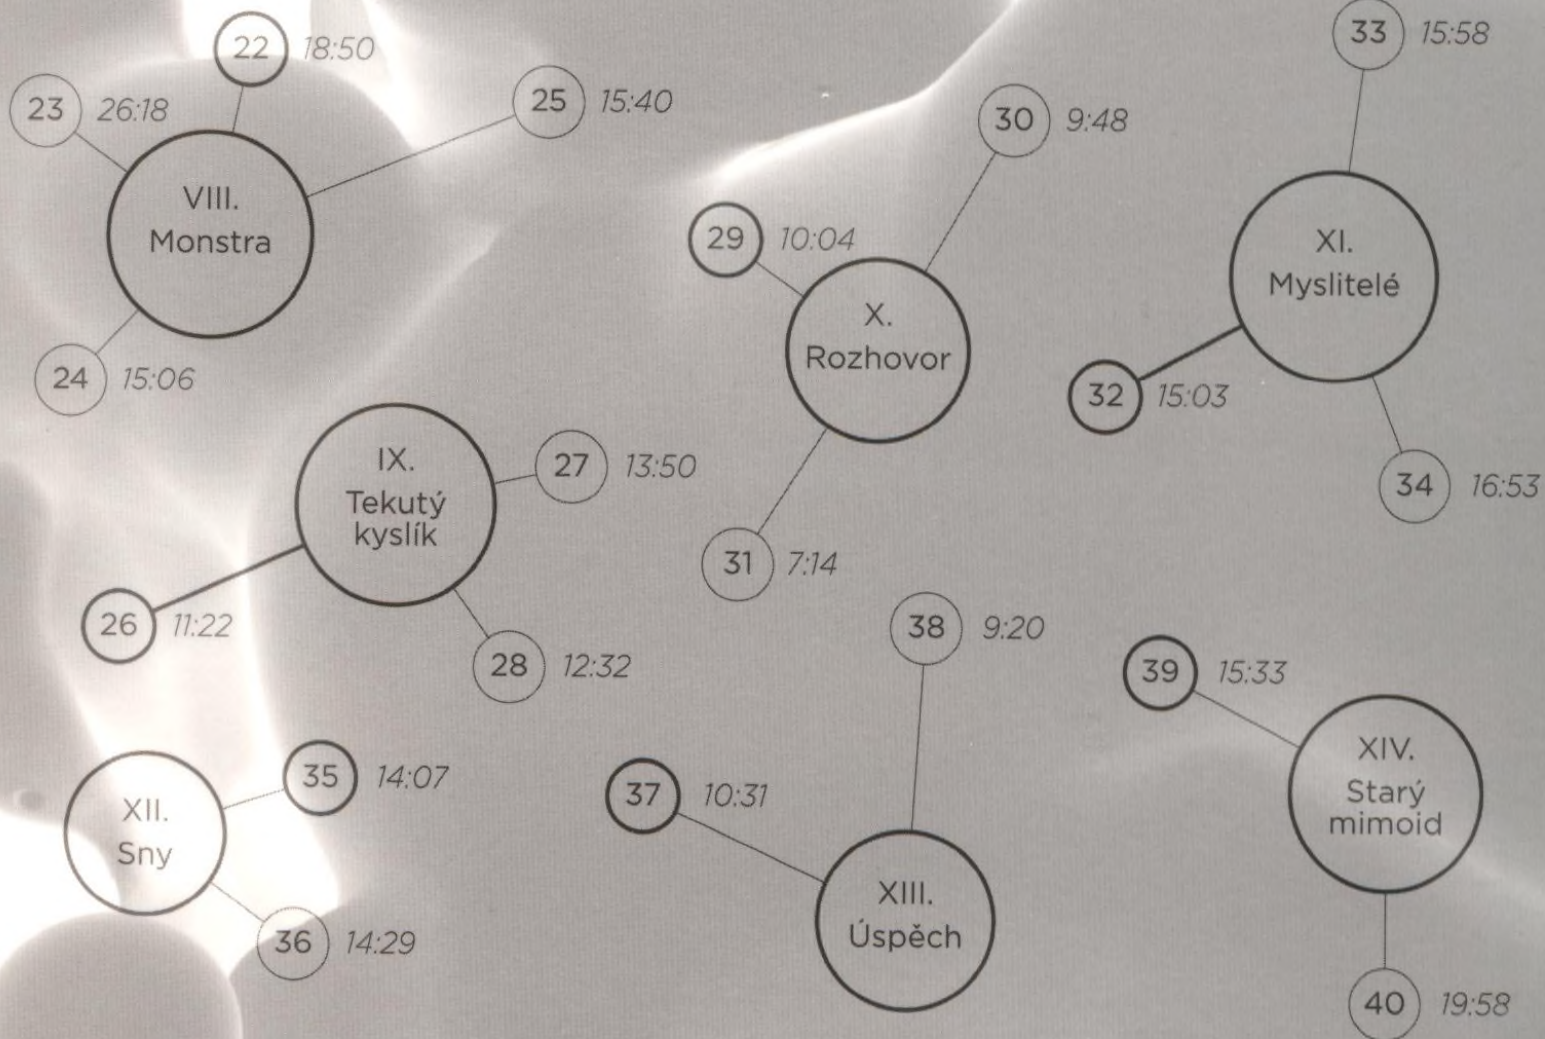 22 18:50
23 26:18
25 15:40
VIII.
Monstra
24 15:06
IX.
Tekutý
kyslík
27 13:50
26 11:22
28 12:32
30 9:48
29 10:04
X.
Rozhovor
31 7:14
33 15:58
XI.
Myslitelé
32 15:03
34 16:53
XII.
Sny
35 14:07
36 14:29
38 9:20
37 10:31
XIII.
Úspěch
39 15:33
XIV.
Starý
mimoid
40 19:58